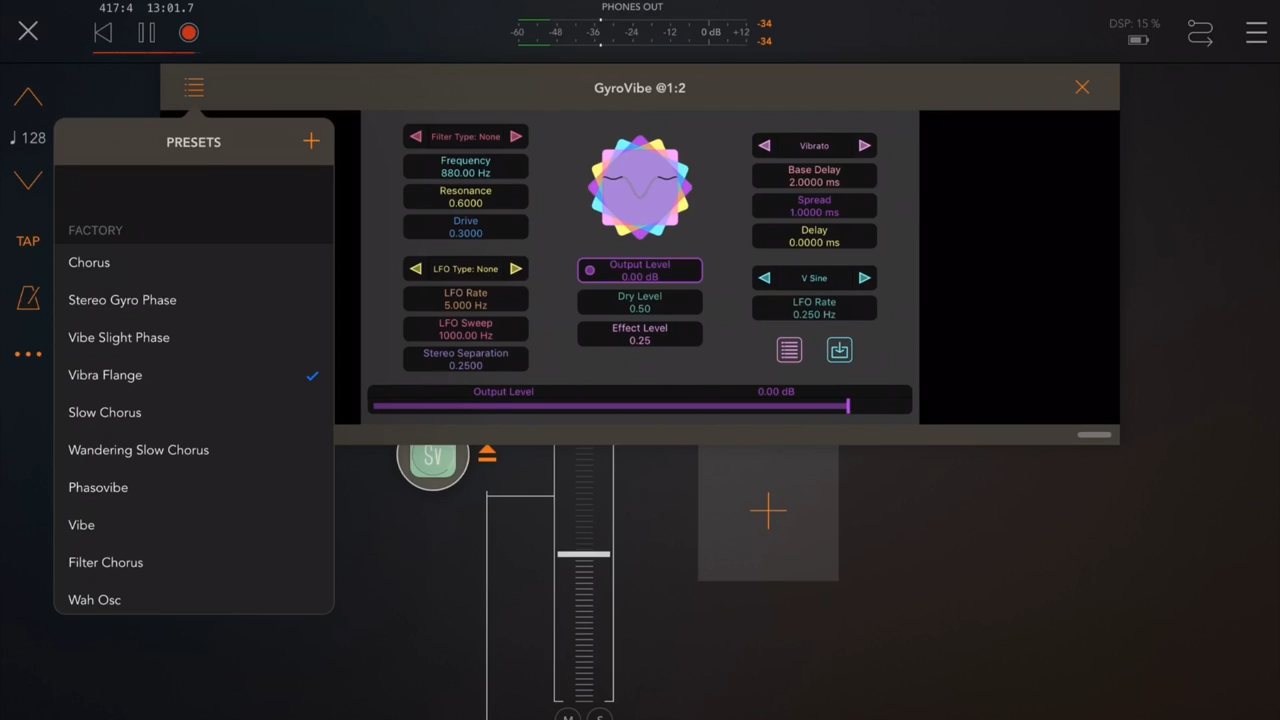 417:4 13:01.7
PHONES OUT
-60 -48 -36 -24 -12 0 dB +12
-34
-34
DSP: 15 %
GyroVibe @1:2
128
TAP
PRESETS
FACTORY
Chorus
Stereo Gyro Phase
Vibe Slight Phase
Vibra Flange
Slow Chorus
Wandering Slow Chorus
Phasovibe
Vibe
Filter Chorus
Wah Osc
Filter Type: None
Frequency
880.00 Hz
Resonance
0.6000
Drive
0.3000
LFO Type: None
LFO Rate
5.000 Hz
LFO Sweep
1000.00 Hz
Stereo Separation
0.2500
Output Level
0.00 dB
Dry Level
0.50
Effect Level
0.25
Vibrato
Base Delay
2.0000 ms
Spread
1.0000 ms
Delay
0.0000 ms
V Sine
LFO Rate
0.250 Hz
Output Level 0.00 dB
SV
M S